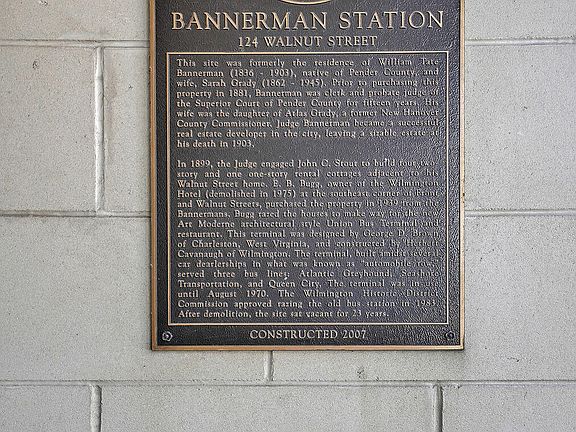 BANNERMAN STATION
124 WALNUT STREET
This site was formerly the residence of William Tate
Bannerman (1836 - 1903), native of Pender County, and
wife, Sarah Grady (1862 - 1945). Prior to purchasing this
property in 1881, Bannerman was clerk and probate judge of
the Superior Court of Pender County for fifteen years. His
wife was the daughter of Atlas Grady, a former New Hanover
County Commissioner. Judge Bannerman became a successful
real estate developer in the city, leaving a sizable estate at
his death in 1903.
In 1899, the Judge engaged John C. Stout to build four two-
story and one one-story rental cottages adjacent to his
Walnut Street home. E. B. Bugg, owner of the Wilmington
Hotel (demolished in 1975) at the southeast corner of Front
and Walnut Streets, purchased the property in 1939 from the
Bannermans. Bugg razed the houses to make way for the new
Art Moderne architectural style Union Bus Terminal and
restaurant. This terminal was designed by George D. Brown
of Charleston, West Virginia, and constructed by Herbert
Cavanaugh of Wilmington. The terminal, built amidst several
car dealerships in what was known as "automobile row,"
served three bus lines; Atlantic Greyhound, Seashore
Transportation, and Queen City. The terminal was in use
until August 1970. The Wilmington Historic District
Commission approved razing the old bus station in 1983.
After demolition, the site sat vacant for 23 years.
CONSTRUCTED 2007